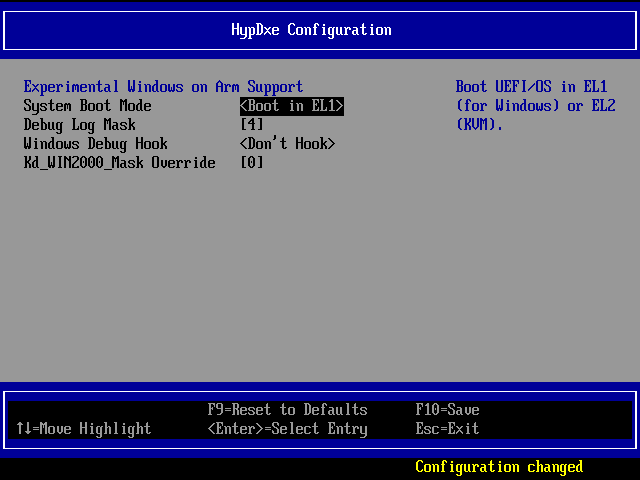 HypDxe Configuration
Experimental Windows on Arm Support
System Boot Mode <Boot in EL1>
Debug Log Mask [4]
Windows Debug Hook <Don't Hook>
Kd_WIN2000_Mask Override [0]
Boot UEFI/OS in EL1
(for Windows) or EL2
(KVM).
F9=Reset to Defaults F10=Save
↑↓=Move Highlight <Enter>=Select Entry Esc=Exit
Configuration changed